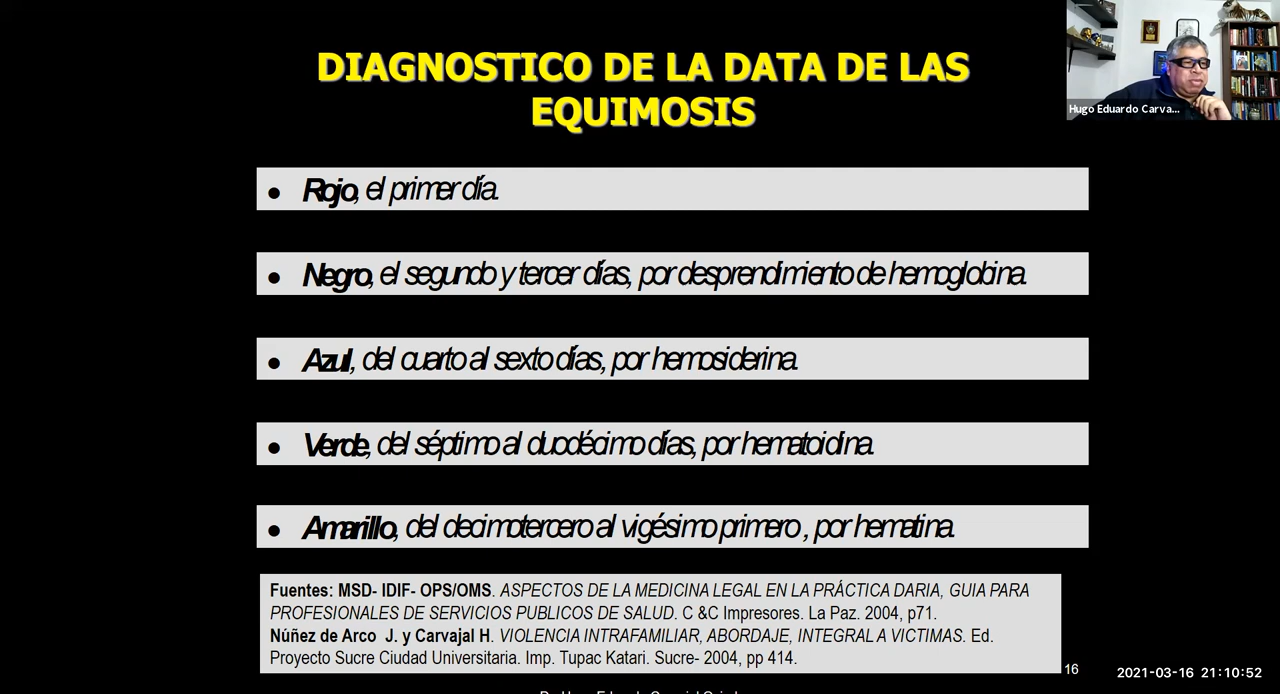 DIAGNOSTICO DE LA DATA DE LAS
EQUIMOSIS
Hugo Eduardo Carva...
● Rojo, el primer día.
● Negro, el segundo y tercer días, por desprendimiento de hemoglobina.
● Azul, del cuarto al sexto días, por hemosiderina.
● Verde, del séptimo al duodécimo días, por hematoidina.
● Amarillo, del decimotercero al vigésimo primero , por hematina.
Fuentes: MSD- IDIF- OPS/OMS. ASPECTOS DE LA MEDICINA LEGAL EN LA PRÁCTICA DARIA, GUIA PARA
PROFESIONALES DE SERVICIOS PUBLICOS DE SALUD. C &C Impresores. La Paz. 2004, p71.
Núñez de Arco J. y Carvajal H. VIOLENCIA INTRAFAMILIAR, ABORDAJE, INTEGRAL A VICTIMAS. Ed.
Proyecto Sucre Ciudad Universitaria. Imp. Tupac Katari. Sucre- 2004, pp 414.
16
2021-03-16 21:10:52